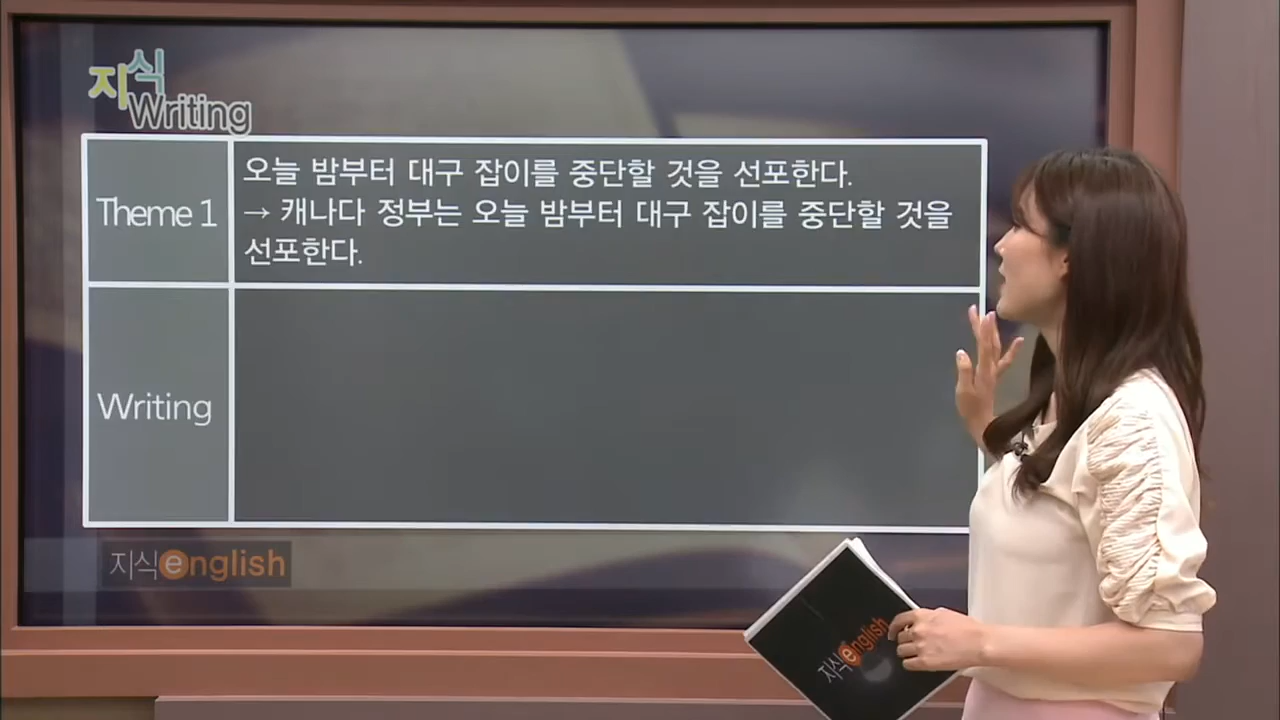 지식
Writing
Theme 1
오늘 밤부터 대구 잡이를 중단할 것을 선포한다.
→ 캐나다 정부는 오늘 밤부터 대구 잡이를 중단할 것을
선포한다.
Writing
지식english
지식english